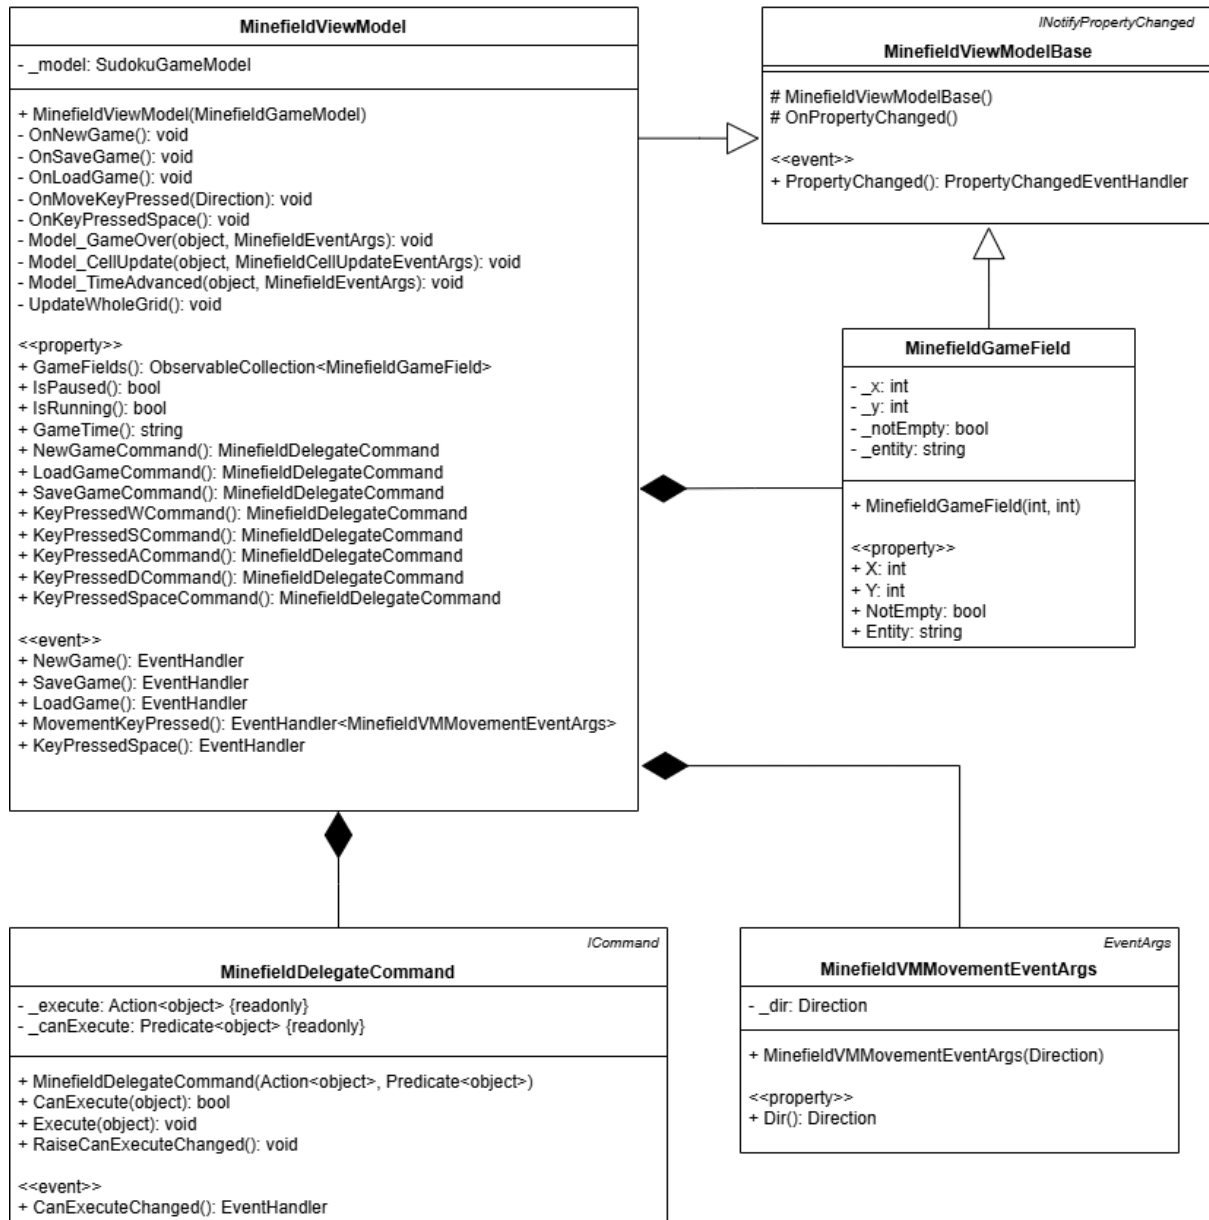 MinefieldViewModel
- _model: SudokuGameModel
+ MinefieldViewModel(MinefieldGameModel)
- OnNewGame(): void
- OnSaveGame(): void
- OnLoadGame(): void
- OnMoveKeyPressed(Direction): void
- OnKeyPressedSpace(): void
- Model_GameOver(object, MinefieldEventArgs): void
- Model_CellUpdate(object, MinefieldCellUpdateEventArgs): void
- Model_TimeAdvanced(object, MinefieldEventArgs): void
- UpdateWholeGrid(): void
<<property>>
+ GameFields(): ObservableCollection<MinefieldGameField>
+ IsPaused(): bool
+ IsRunning(): bool
+ GameTime(): string
+ NewGameCommand(): MinefieldDelegateCommand
+ LoadGameCommand(): MinefieldDelegateCommand
+ SaveGameCommand(): MinefieldDelegateCommand
+ KeyPressedWCommand(): MinefieldDelegateCommand
+ KeyPressedSCommand(): MinefieldDelegateCommand
+ KeyPressedACommand(): MinefieldDelegateCommand
+ KeyPressedDCommand(): MinefieldDelegateCommand
+ KeyPressedSpaceCommand(): MinefieldDelegateCommand
<<event>>
+ NewGame(): EventHandler
+ SaveGame(): EventHandler
+ LoadGame(): EventHandler
+ MovementKeyPressed(): EventHandler<MinefieldVMMovementEventArgs>
+ KeyPressedSpace(): EventHandler
INotifyPropertyChanged
MinefieldViewModelBase
# MinefieldViewModelBase()
# OnPropertyChanged()
<<event>>
+ PropertyChanged(): PropertyChangedEventHandler
MinefieldGameField
- _x: int
- _y: int
- _notEmpty: bool
- _entity: string
+ MinefieldGameField(int, int)
<<property>>
+ X: int
+ Y: int
+ NotEmpty: bool
+ Entity: string
ICommand
MinefieldDelegateCommand
- _execute: Action<object> {readonly}
- _canExecute: Predicate<object> {readonly}
+ MinefieldDelegateCommand(Action<object>, Predicate<object>)
+ CanExecute(object): bool
+ Execute(object): void
+ RaiseCanExecuteChanged(): void
<<event>>
+ CanExecuteChanged(): EventHandler
EventArgs
MinefieldVMMovementEventArgs
- _dir: Direction
+ MinefieldVMMovementEventArgs(Direction)
<<property>>
+ Dir(): Direction